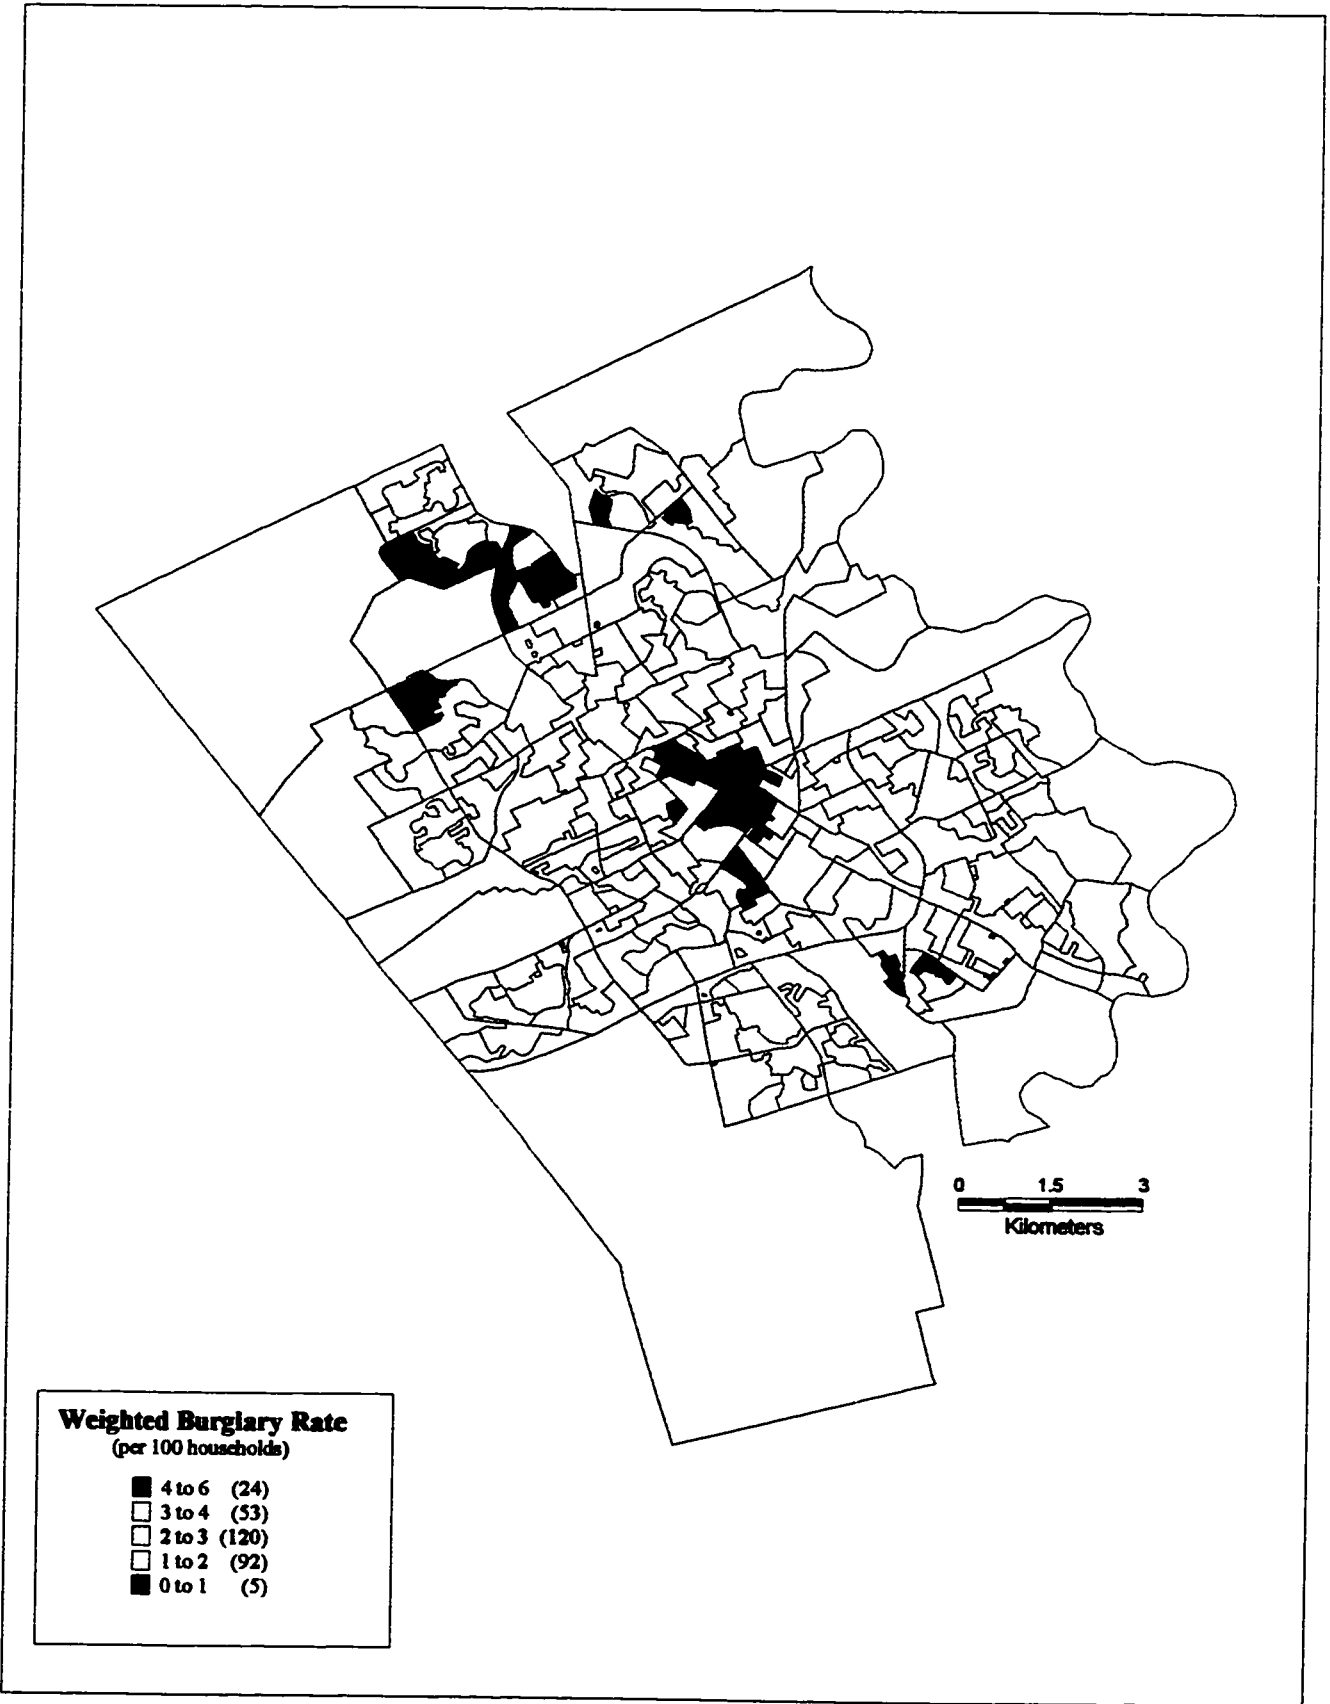 0 1.5 3
Kilometers
Weighted Burglary Rate
(per 100 households)
4 to 6 (24)
3 to 4 (53)
2 to 3 (120)
1 to 2 (92)
0 to 1 (5)